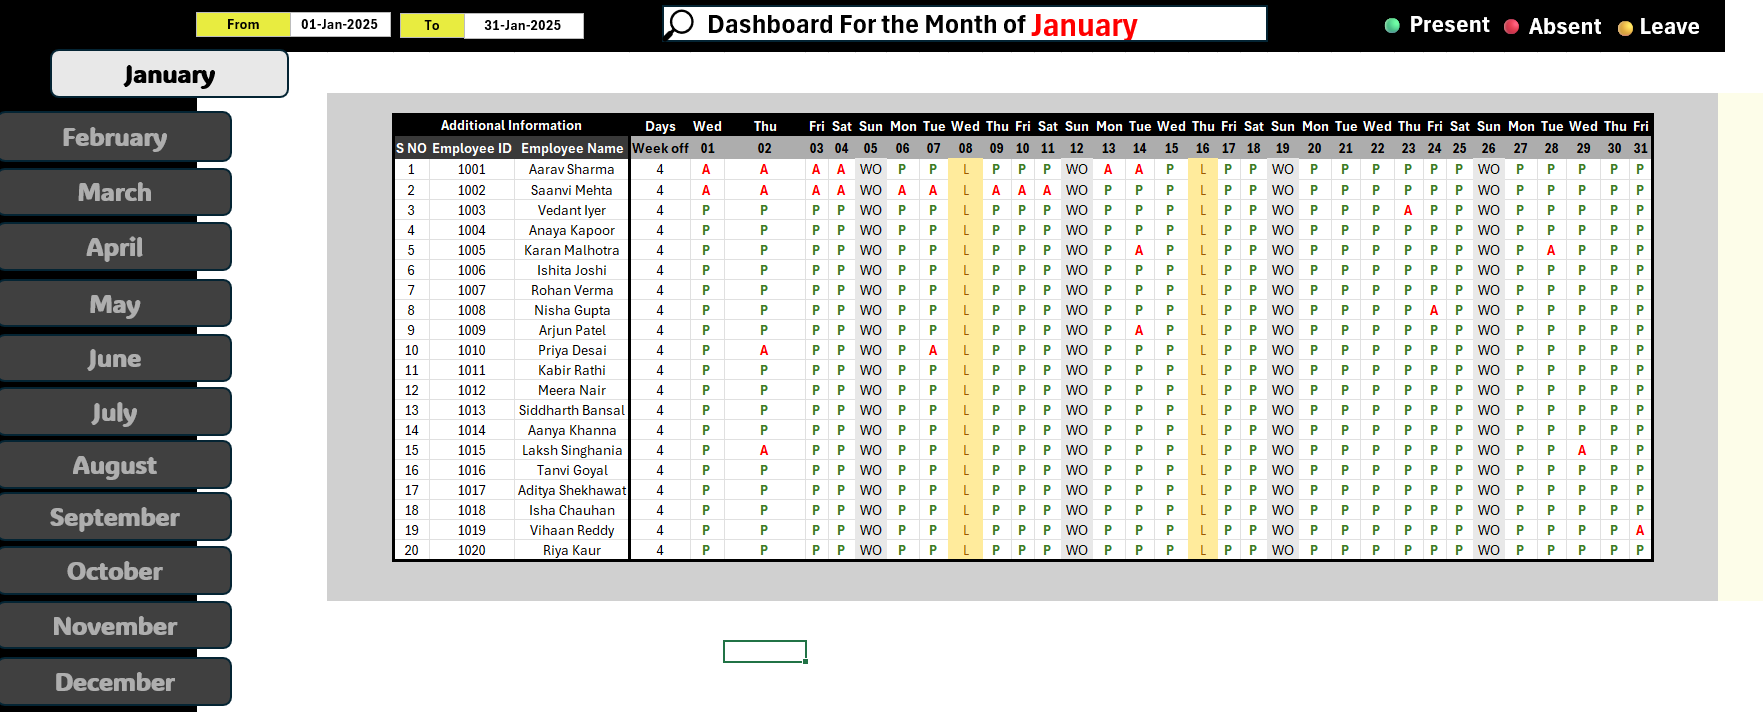 From 01-Jan-2025 To 31-Jan-2025 Dashboard For the Month of January Present Absent Leave
January
February
March
April
May
June
July
August
September
October
November
December
Additional Information Days Wed Thu Fri Sat Sun Mon Tue Wed Thu Fri Sat Sun Mon Tue Wed Thu Fri Sat Sun Mon Tue Wed Thu Fri Sat Sun Mon Tue Wed Thu Fri
S NO Employee ID Employee Name Week off 01 02 03 04 05 06 07 08 09 10 11 12 13 14 15 16 17 18 19 20 21 22 23 24 25 26 27 28 29 30 31
1 1001 Aarav Sharma 4 A A A A WO P P L P P P WO A A P L P P WO P P P P P P WO P P P P P
2 1002 Saanvi Mehta 4 A A A A WO A A L A A A WO P P P L P P WO P P P P P P WO P P P P P
3 1003 Vedant Iyer 4 P P P P WO P P L P P P WO P P P L P P WO P P P A P P WO P P P P P
4 1004 Anaya Kapoor 4 P P P P WO P P L P P P WO P P P L P P WO P P P P P P WO P P P P P
5 1005 Karan Malhotra 4 P P P P WO P P L P P P WO P A P L P P WO P P P P P P WO P A P P P
6 1006 Ishita Joshi 4 P P P P WO P P L P P P WO P P P L P P WO P P P P P P WO P P P P P
7 1007 Rohan Verma 4 P P P P WO P P L P P P WO P P P L P P WO P P P P P P WO P P P P P
8 1008 Nisha Gupta 4 P P P P WO P P L P P P WO P P P L P P WO P P P P A P WO P P P P P
9 1009 Arjun Patel 4 P P P P WO P P L P P P WO P A P L P P WO P P P P P P WO P P P P P
10 1010 Priya Desai 4 P A P P WO P A L P P P WO P P P L P P WO P P P P P P WO P P P P P
11 1011 Kabir Rathi 4 P P P P WO P P L P P P WO P P P L P P WO P P P P P P WO P P P P P
12 1012 Meera Nair 4 P P P P WO P P L P P P WO P P P L P P WO P P P P P P WO P P P P P
13 1013 Siddharth Bansal 4 P P P P WO P P L P P P WO P P P L P P WO P P P P P P WO P P P P P
14 1014 Aanya Khanna 4 P P P P WO P P L P P P WO P P P L P P WO P P P P P P WO P P P P P
15 1015 Laksh Singhania 4 P A P P WO P P L P P P WO P P P L P P WO P P P P P P WO P P A P P
16 1016 Tanvi Goyal 4 P P P P WO P P L P P P WO P P P L P P WO P P P P P P WO P P P P P
17 1017 Aditya Shekhawat 4 P P P P WO P P L P P P WO P P P L P P WO P P P P P P WO P P P P P
18 1018 Isha Chauhan 4 P P P P WO P P L P P P WO P P P L P P WO P P P P P P WO P P P P P
19 1019 Vihaan Reddy 4 P P P P WO P P L P P P WO P P P L P P WO P P P P P P WO P P P P A
20 1020 Riya Kaur 4 P P P P WO P P L P P P WO P P P L P P WO P P P P P P WO P P P P P